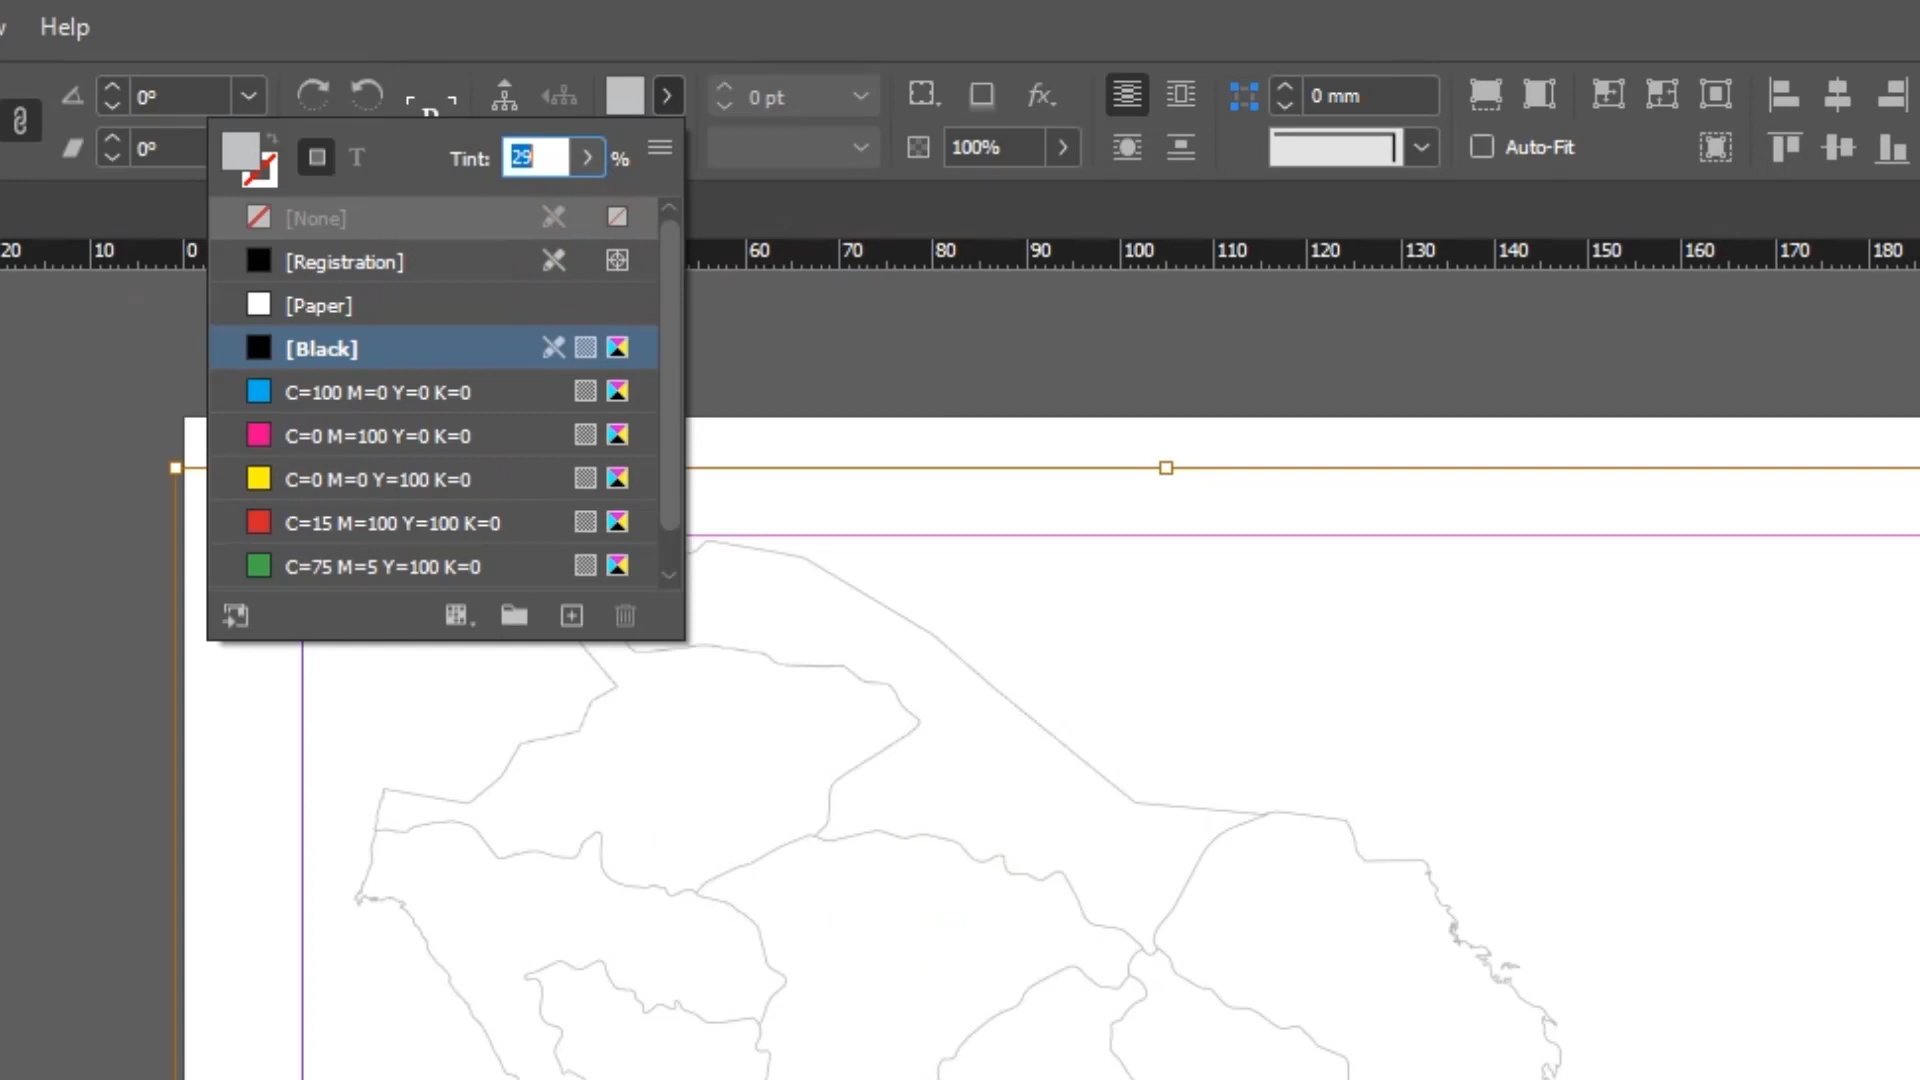 Help
0°
0 pt
0 mm
0°
Tint: 29 %
100%
Auto-Fit
[None]
20 10 0 60 70 80 90 100 110 120 130 140 150 160 170 180
[Registration]
[Paper]
[Black]
C=100 M=0 Y=0 K=0
C=0 M=100 Y=0 K=0
C=0 M=0 Y=100 K=0
C=15 M=100 Y=100 K=0
C=75 M=5 Y=100 K=0